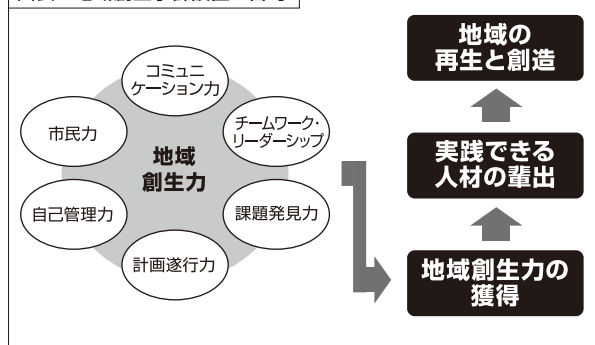 コミュニ
ケーション力
チームワーク・
リーダーシップ
課題発見力
計画遂行力
自己管理力
市民力
地域
創生力
地域の
再生と創造
実践できる
人材の輩出
地域創生力の
獲得